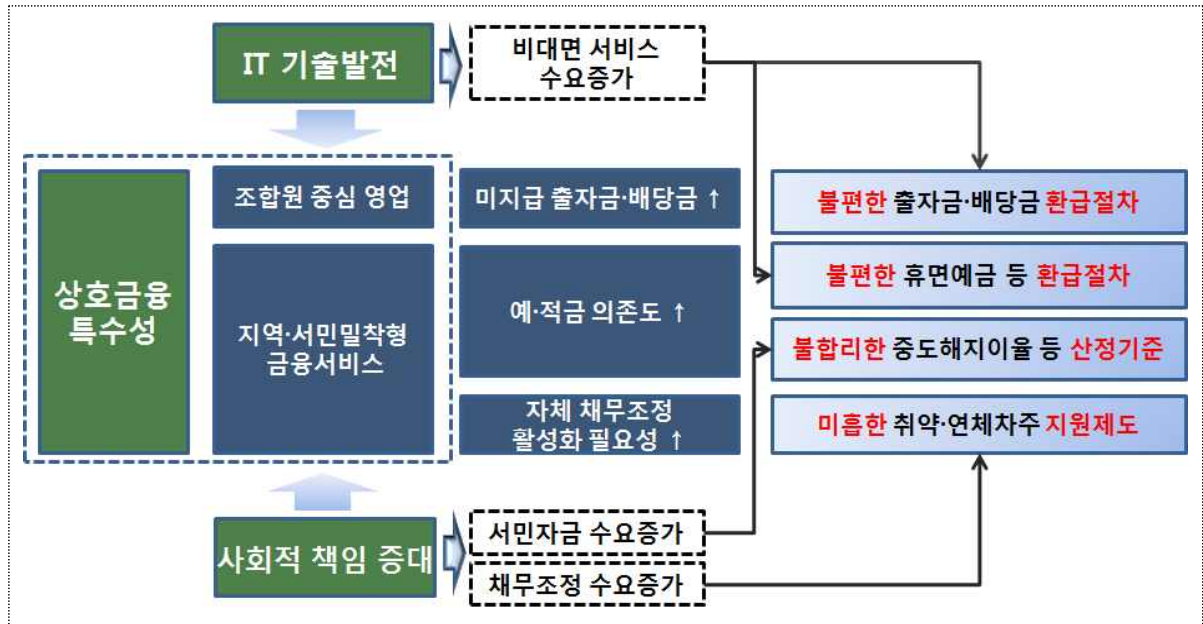 IT 기술발전
비대면 서비스
수요증가
상호금융
특수성
조합원 중심 영업
미지급 출자금·배당금 ↑
불편한 출자금·배당금 환급절차
지역·서민밀착형
금융서비스
예·적금 의존도 ↑
불편한 휴면예금 등 환급절차
불합리한 중도해지이율 등 산정기준
자체 채무조정
활성화 필요성 ↑
미흡한 취약·연체차주 지원제도
사회적 책임 증대
서민자금 수요증가
채무조정 수요증가